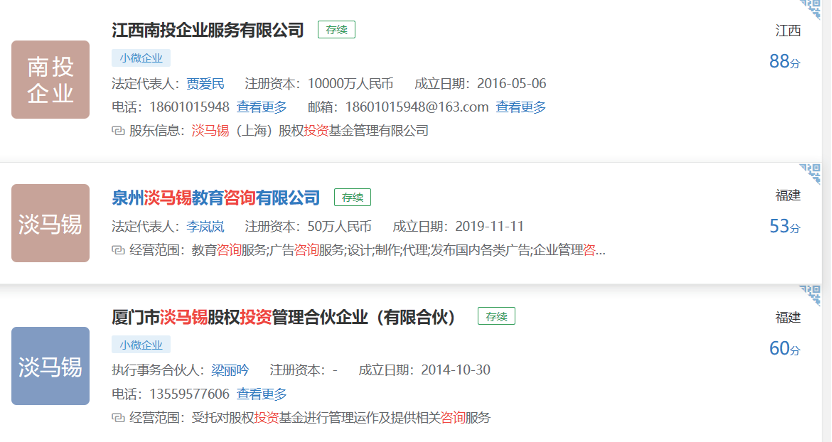 江西南投企业服务有限公司 存续 江西
小微企业 88分
南投
企业
法定代表人：贾爱民 注册资本：10000万人民币 成立日期：2016-05-06
电话：18601015948 查看更多 邮箱：18601015948@163.com 查看更多
股东信息：淡马锡（上海）股权投资基金管理有限公司
泉州淡马锡教育咨询有限公司 存续 福建
淡马锡
法定代表人：李岚岚 注册资本：50万人民币 成立日期：2019-11-11 53分
经营范围：教育咨询服务;广告咨询服务;设计;制作;代理;发布国内各类广告;企业管理咨...
厦门市淡马锡股权投资管理合伙企业（有限合伙） 存续 福建
小微企业 60分
淡马锡
执行事务合伙人：梁丽吟 注册资本：- 成立日期：2014-10-30
电话：13559577606 查看更多
经营范围：受托对股权投资基金进行管理运作及提供相关咨询服务